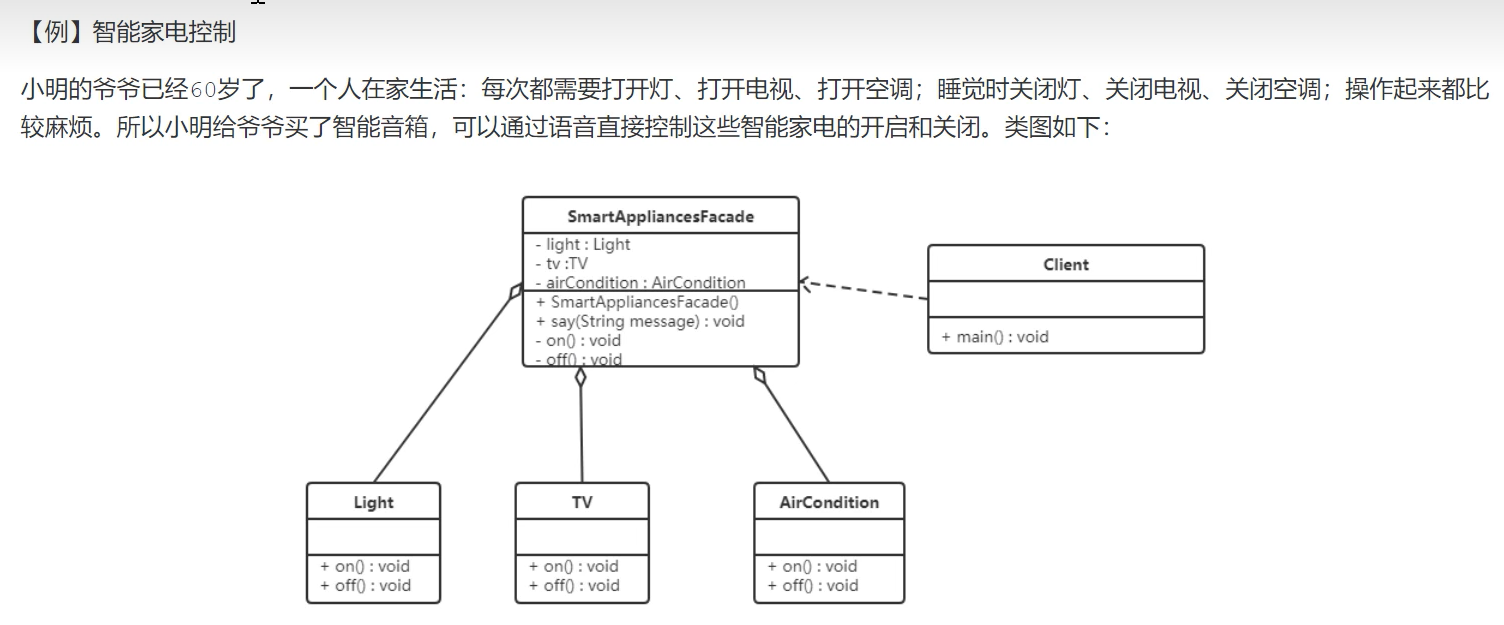 【例】智能家电控制
小明的爷爷已经60岁了，一个人在家生活：每次都需要打开灯、打开电视、打开空调；睡觉时关闭灯、关闭电视、关闭空调；操作起来都比
较麻烦。所以小明给爷爷买了智能音箱，可以通过语音直接控制这些智能家电的开启和关闭。类图如下：
SmartAppliancesFacade
- light : Light
- tv :TV
- airCondition : AirCondition
+ SmartAppliancesFacade()
+ say(String message) : void
- on() : void
- off() : void
Client
+ main() : void
Light
+ on() : void
+ off() : void
TV
+ on() : void
+ off() : void
AirCondition
+ on() : void
+ off() : void